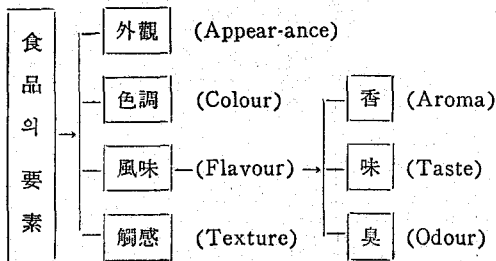 食品의 要素
外觀 (Appear-ance)
色調 (Colour)
風味 (Flavour)
觸感 (Texture)
香 (Aroma)
味 (Taste)
臭 (Odour)